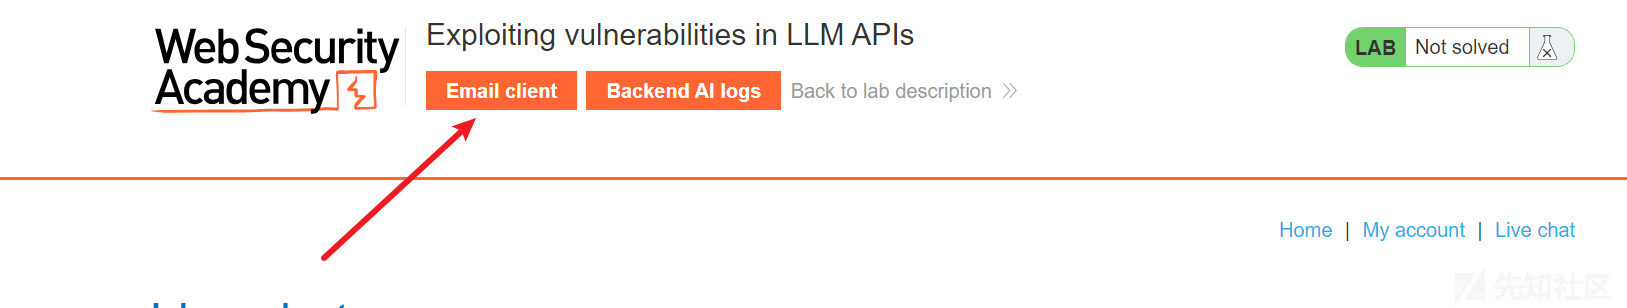 Web Security
Academy
Exploiting vulnerabilities in LLM APIs
Email client
Backend AI logs
Back to lab description
LAB
Not solved
Home | My account | Live chat
先知社区